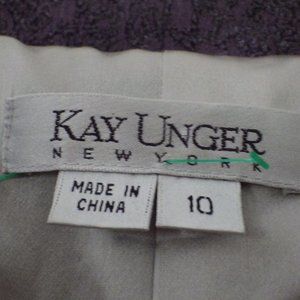 KAY UNGER
NEW YORK
MADE IN
CHINA
10